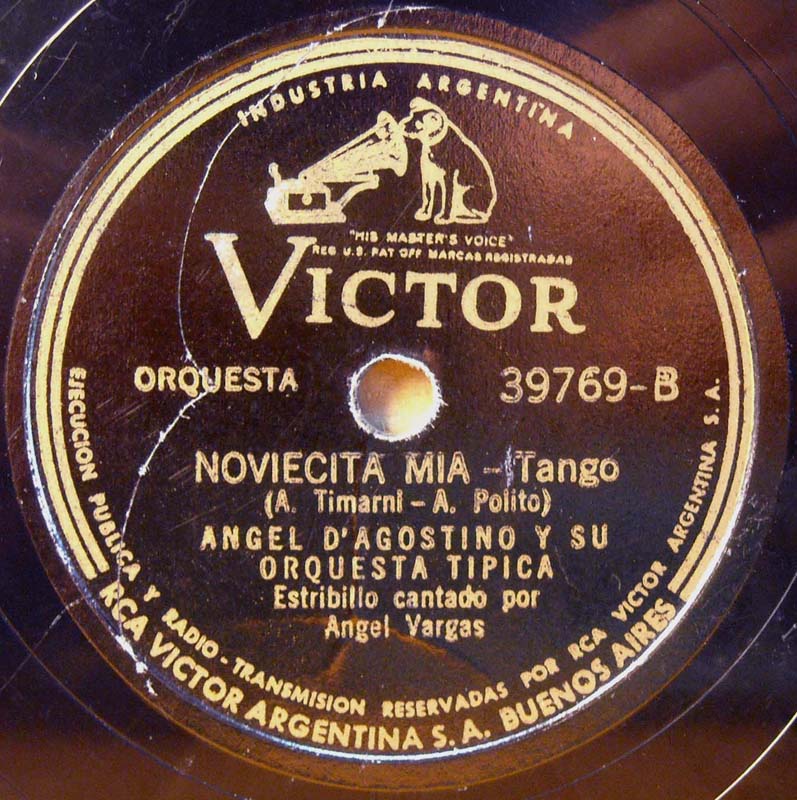 INDUSTRIA ARGENTINA
"HIS MASTER'S VOICE"
REG U.S. PAT OFF MARCAS REGISTRADAS
VICTOR
ORQUESTA 39769-B
NOVIECITA MIA - Tango
(A. Timarni - A. Polito)
ANGEL D'AGOSTINO Y SU
ORQUESTA TIPICA
Estribillo cantado por
Angel Vargas
EJECUCION PUBLICA Y RADIO-TRANSMISION RESERVADAS POR RCA VICTOR ARGENTINA S. A.
RCA VICTOR ARGENTINA S. A. BUENOS AIRES